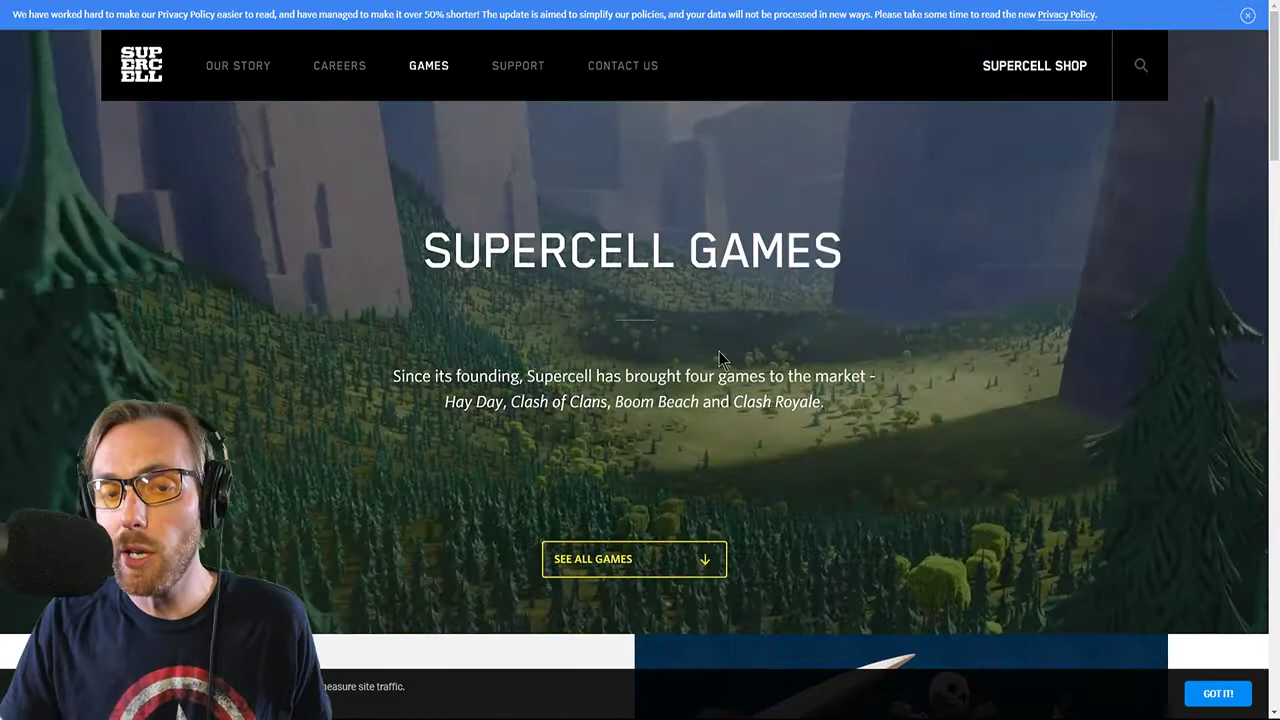 We have worked hard to make our Privacy Policy easier to read, and have managed to make it over 50% shorter! The update is aimed to simplify our policies, and your data will not be processed in new ways. Please take some time to read the new Privacy Policy.
SUP
ERC
ELL
OUR STORY
CAREERS
GAMES
SUPPORT
CONTACT US
SUPERCELL SHOP
SUPERCELL GAMES
Since its founding, Supercell has brought four games to the market -
Hay Day, Clash of Clans, Boom Beach and Clash Royale.
SEE ALL GAMES
measure site traffic.
GOT IT!